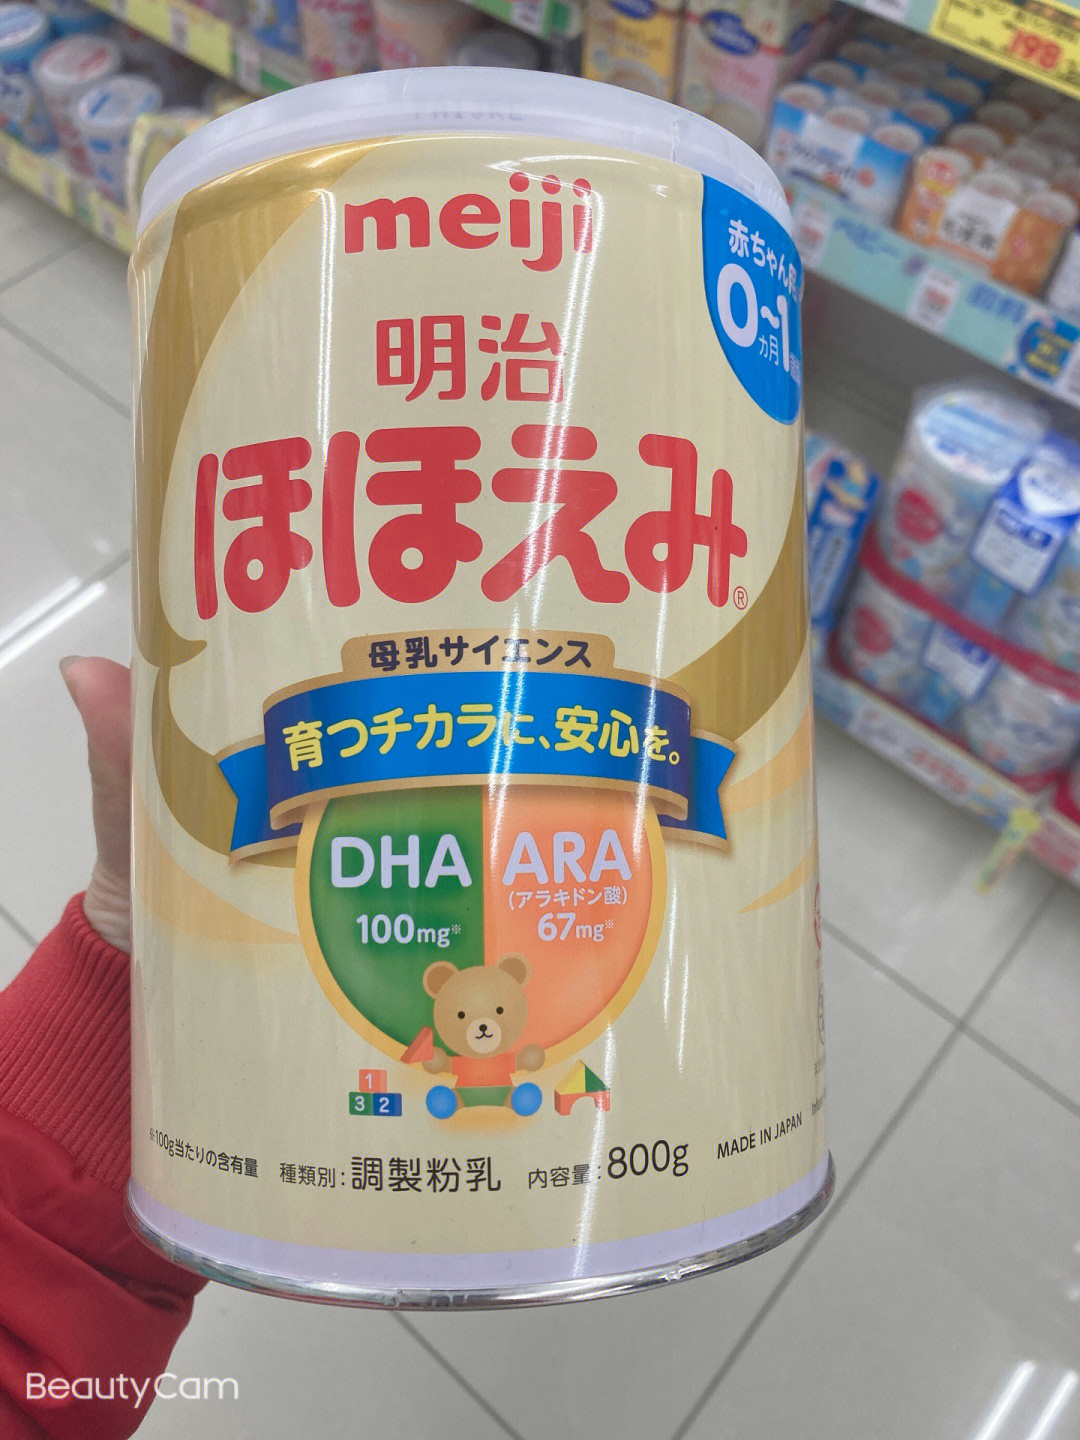 meiji
赤ちゃん用
0カ月~1
明治
ほほえみ®
母乳サイエンス
育つチカラに、安心を。
DHA
100mg※
ARA
(アラキドン酸)
67mg※
1
3 2
※100g当たりの含有量
種類別:調製粉乳
内容量:800g
MADE IN JAPAN
198
BeautyCam